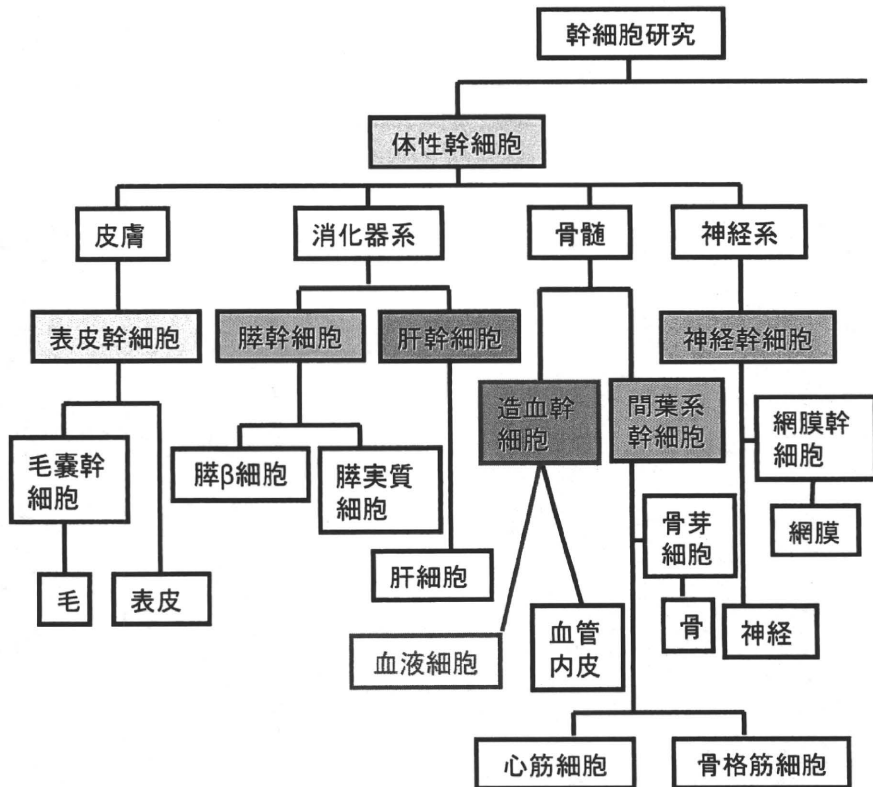 幹細胞研究
体性幹細胞
皮膚
消化器系
骨髄
神経系
表皮幹細胞
膵幹細胞
肝幹細胞
神経幹細胞
造血幹
細胞
間葉系
幹細胞
毛嚢幹
細胞
膵β細胞
膵実質
細胞
網膜幹
細胞
骨芽
細胞
網膜
肝細胞
毛
表皮
血液細胞
血管
内皮
骨
神経
心筋細胞
骨格筋細胞